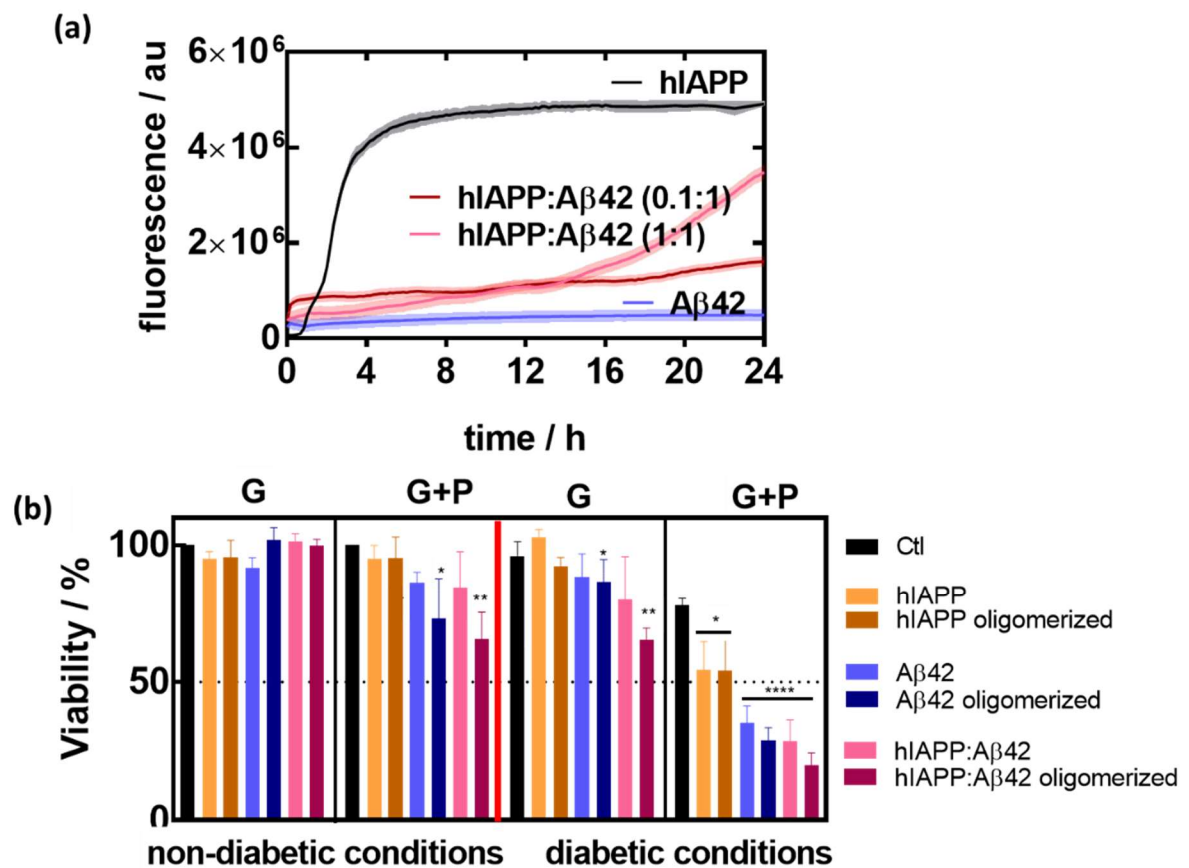 (a)
6×10⁶
4×10⁶
2×10⁶
0
fluorescence / au
hIAPP
hIAPP:Aβ42 (0.1:1)
hIAPP:Aβ42 (1:1)
Aβ42
0 4 8 12 16 20 24
time / h
(b)
G G+P G G+P
100
50
0
Viability / %
* ** * ** * ****
non-diabetic conditions diabetic conditions
Ctl
hIAPP
hIAPP oligomerized
Aβ42
Aβ42 oligomerized
hIAPP:Aβ42
hIAPP:Aβ42 oligomerized